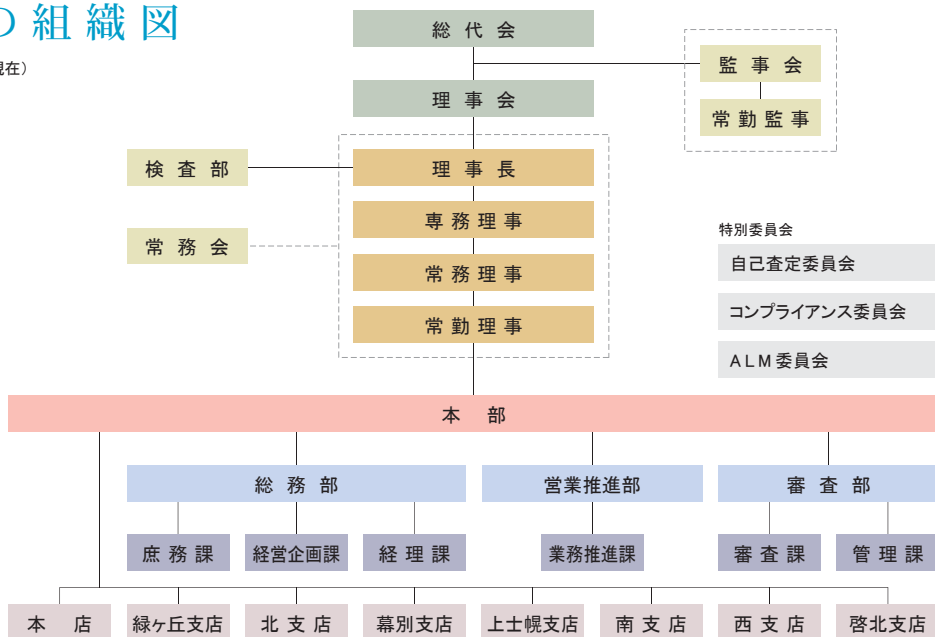 の組織図
現在）
総代会
監事会
理事会
常勤監事
検査部
理事長
専務理事
常務会
常務理事
常勤理事
特別委員会
自己査定委員会
コンプライアンス委員会
ALM委員会
本部
総務部
営業推進部
審査部
庶務課
経営企画課
経理課
業務推進課
審査課
管理課
本店
緑ヶ丘支店
北支店
幕別支店
上士幌支店
南支店
西支店
啓北支店